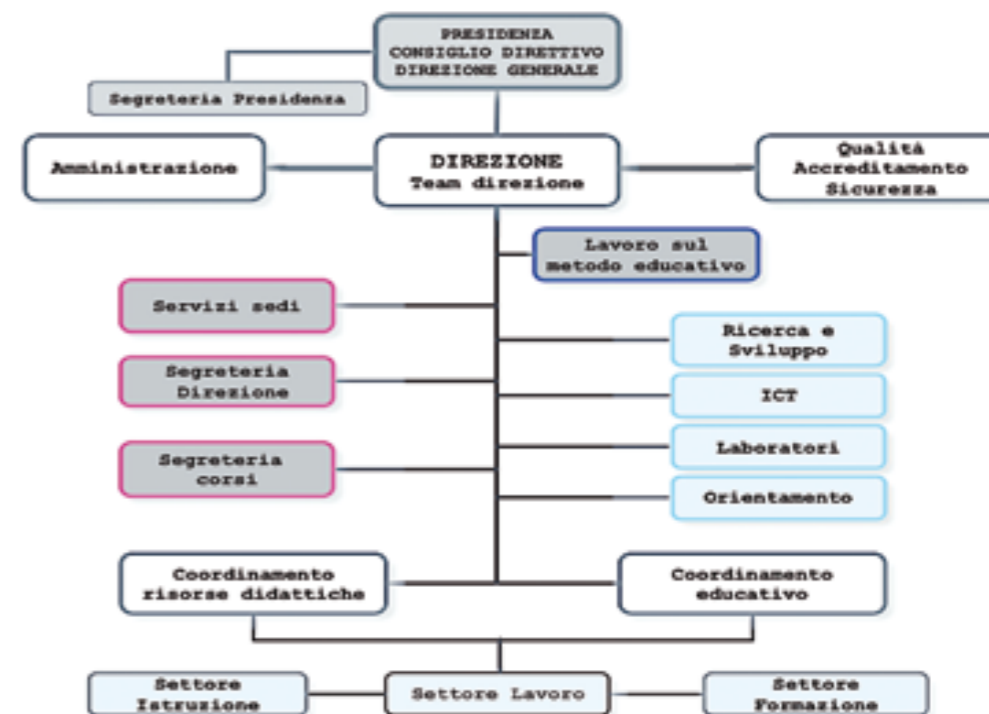 PRESIDENZA
CONSIGLIO DIRETTIVO
DIREZIONE GENERALE
Segreteria Presidenza
Amministrazione
DIREZIONE
Team direzione
Qualità
Accreditamento
Sicurezza
Lavoro sul
metodo educativo
Servizi sedi
Ricerca e
Sviluppo
Segreteria
Direzione
ICT
Laboratori
Segreteria
corsi
Orientamento
Coordinamento
risorse didattiche
Coordinamento
educativo
Settore
Istruzione
Settore Lavoro
Settore
Formazione